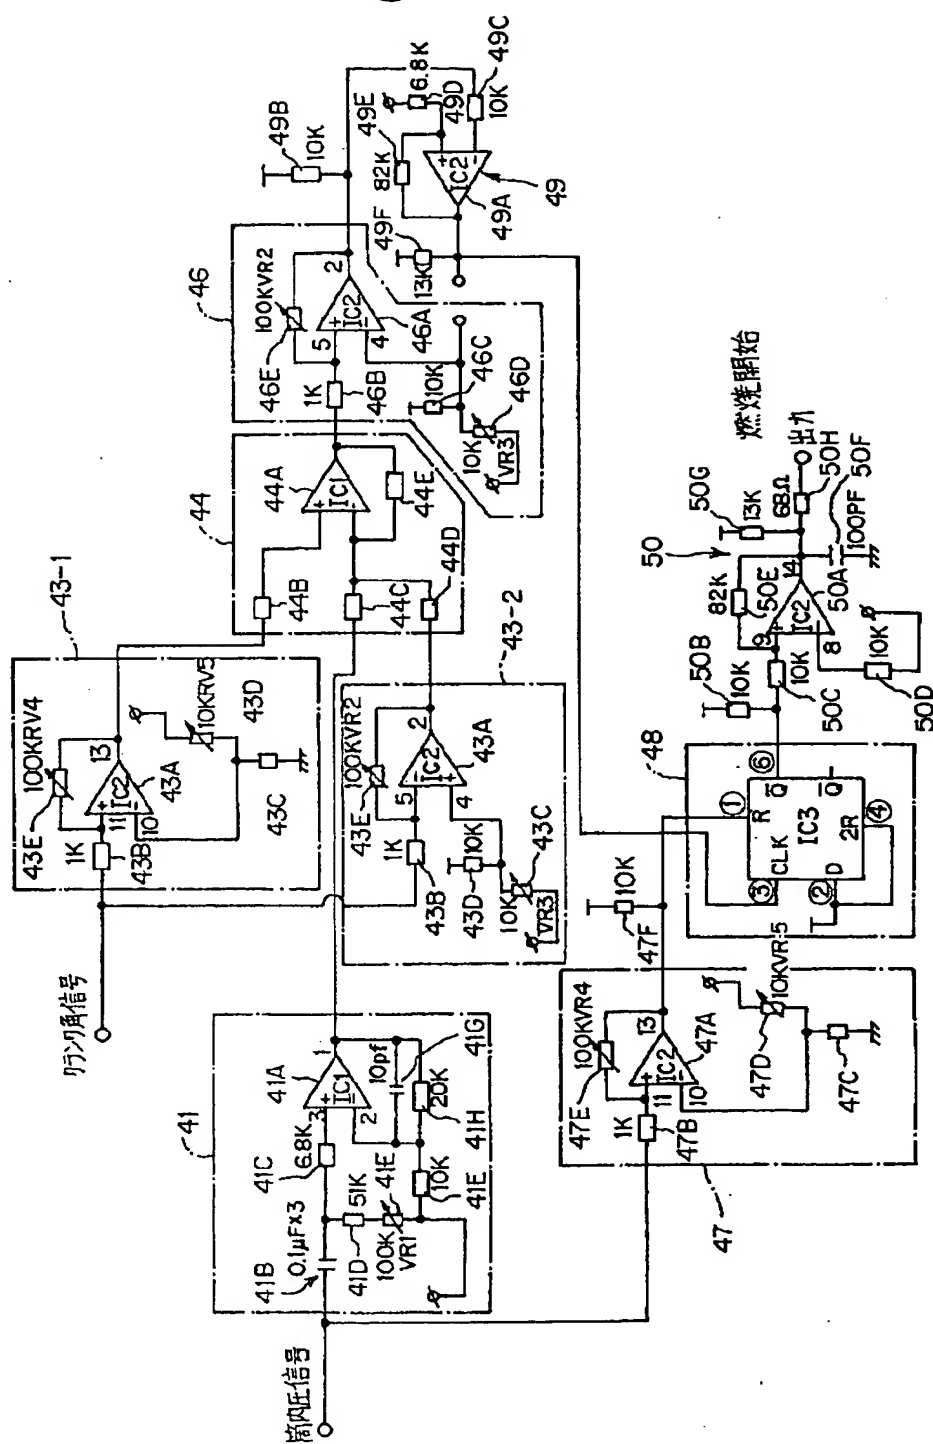 筒内圧信号
クランク角信号
41
41B
0.1μF×3
41C
6.8K
41D
51K
100K
VR1
41E
41A
IC1
3
2
1
+
−
10pf
41G
20K
41H
10K
41E
43-1
43E
100KRV4
1K
43B
11
10
13
+
−
IC2
43A
10KRV5
43D
43C
43-2
43E
100KVR2
1K
43B
5
4
2
−
+
IC2
43A
43D
10K
10K
VR3
43C
44
44B
44C
44D
44A
+
−
IC1
44E
46
46E
100KVR2
1K
46B
5
4
2
+
−
IC2
46A
10K
46C
10K
VR3
46D
49B
10K
49F
13K
49E
82K
49D
6.8K
49C
10K
+
−
IC2
49A
49
47
47E
100KVR4
1K
47B
11
10
13
+
−
IC2
47A
47D
10KVR5
47C
47F
10K
48
①
R
③
CLK
②
D
④
2R
⑥
Q̅
Q
IC3
50B
10K
10K
50C
9
8
14
IC2
50A
82K
50E
50
50G
13K
68Ω
50H
100PF
50F
10K
50D
燃焼開始
出力